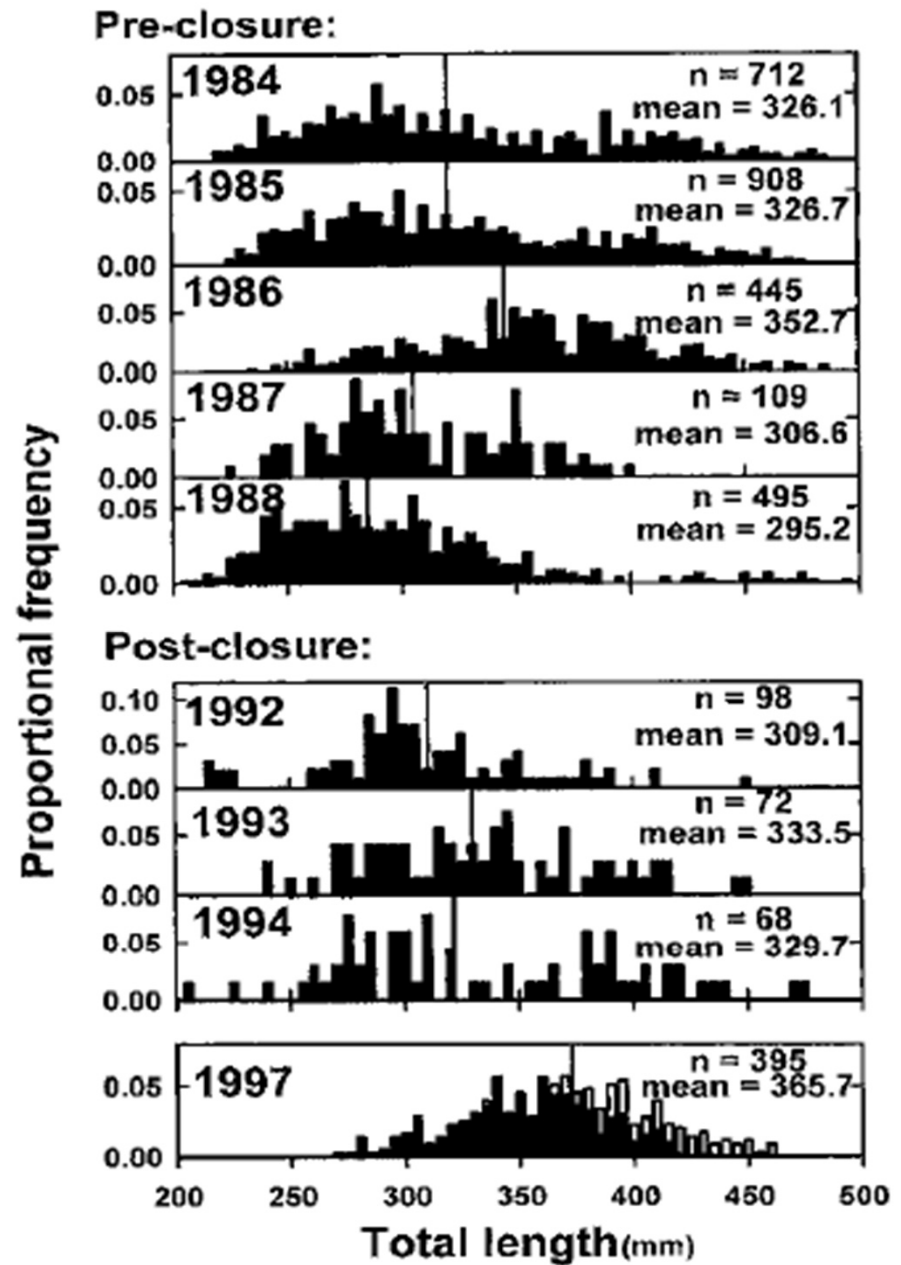 Pre-closure:
1984
n = 712
mean = 326.1
0.05
0.00
1985
n = 908
mean = 326.7
0.05
0.00
1986
n = 445
mean = 352.7
0.05
0.00
1987
n = 109
mean = 306.6
0.05
0.00
1988
n = 495
mean = 295.2
0.05
0.00
Post-closure:
1992
n = 98
mean = 309.1
0.10
0.05
0.00
1993
n = 72
mean = 333.5
0.05
0.00
1994
n = 68
mean = 329.7
0.05
0.00
1997
n = 395
mean = 365.7
0.05
0.00
200 250 300 350 400 450 500
Total length(mm)
Proportional frequency